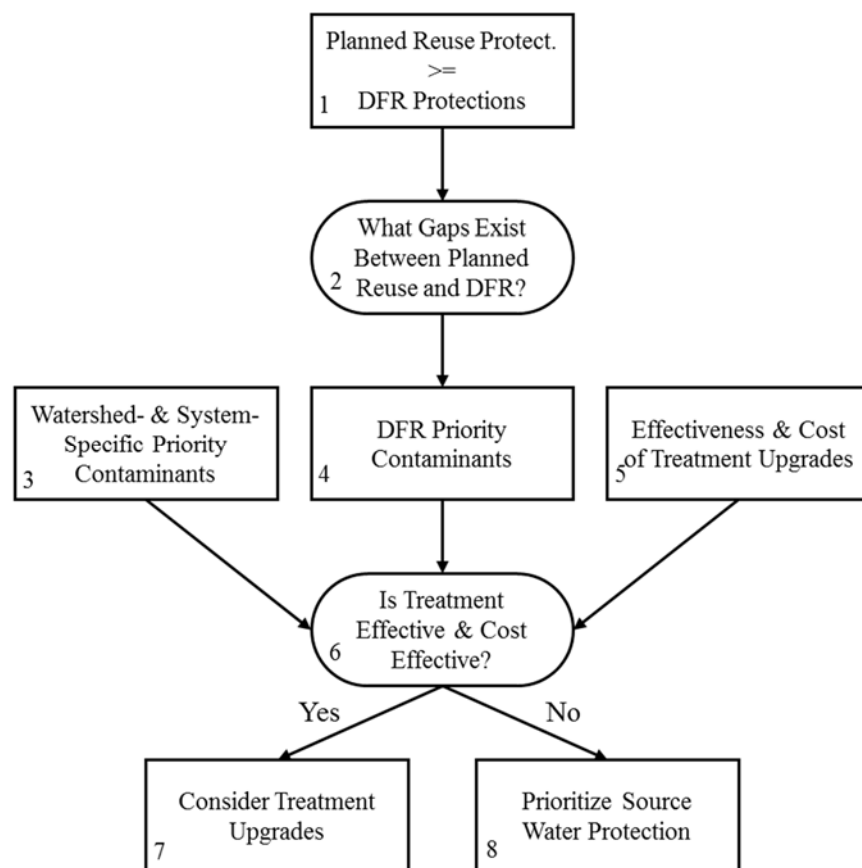 Planned Reuse Protect.
>=
DFR Protections
1
What Gaps Exist
Between Planned
Reuse and DFR?
2
Watershed- & System-
Specific Priority
Contaminants
3
DFR Priority
Contaminants
4
Effectiveness & Cost
of Treatment Upgrades
5
Is Treatment
Effective & Cost
Effective?
6
Yes
No
Consider Treatment
Upgrades
7
Prioritize Source
Water Protection
8